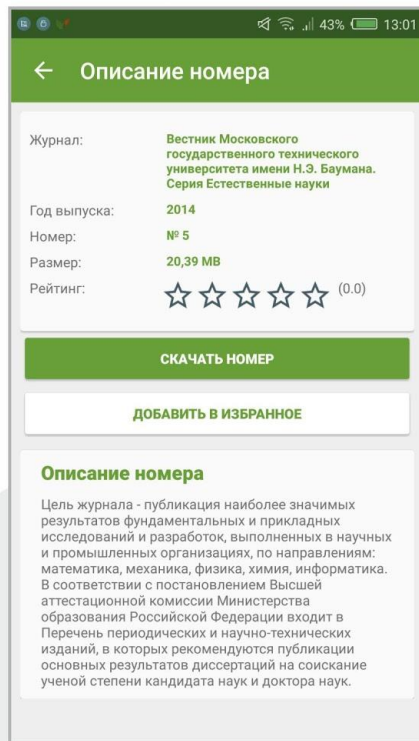 43% 13:01
Описание номера
Журнал:
Вестник Московского
государственного технического
университета имени Н.Э. Баумана.
Серия Естественные науки
Год выпуска:
2014
Номер:
№ 5
Размер:
20,39 MB
Рейтинг:
(0.0)
СКАЧАТЬ НОМЕР
ДОБАВИТЬ В ИЗБРАННОЕ
Описание номера
Цель журнала - публикация наиболее значимых
результатов фундаментальных и прикладных
исследований и разработок, выполненных в научных
и промышленных организациях, по направлениям:
математика, механика, физика, химия, информатика.
В соответствии с постановлением Высшей
аттестационной комиссии Министерства
образования Российской Федерации входит в
Перечень периодических и научно-технических
изданий, в которых рекомендуются публикации
основных результатов диссертаций на соискание
ученой степени кандидата наук и доктора наук.